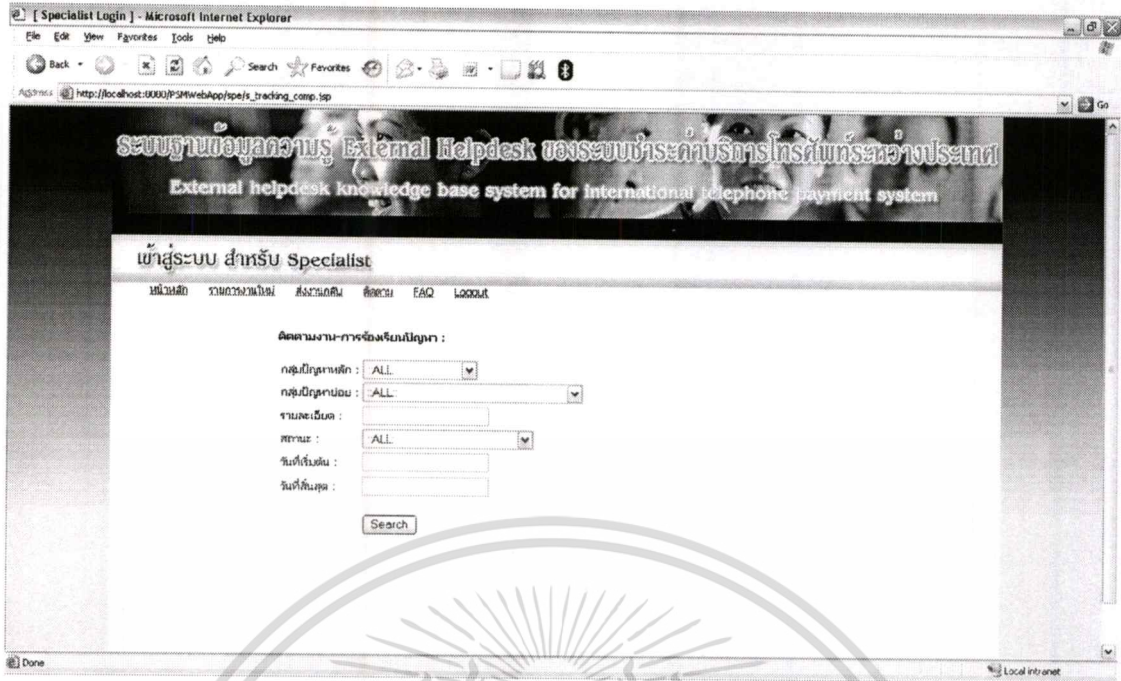 [ Specialist Login ] - Microsoft Internet Explorer
File Edit View Favorites Tools Help
Back Search Favorites
Address http://localhost:8080/PSMWebApp/spe/s_tracking_comp.jsp Go
ระบบฐานข้อมูลความรู้ External Helpdesk ของระบบชำระค่าบริการโทรศัพท์ระหว่างประเทศ
External helpdesk knowledge base system for international telephone payment system
เข้าสู่ระบบ สำหรับ Specialist
หน้าหลัก รายการงานใหม่ ส่งงานกลับ ติดตาม FAQ Logout
ติดตามงาน-การร้องเรียนปัญหา :
กลุ่มปัญหาหลัก : ::ALL::
กลุ่มปัญหาย่อย : ::ALL::
รายละเอียด :
สถานะ : ::ALL::
วันที่เริ่มต้น :
วันที่สิ้นสุด :
Search
Done
Local intranet